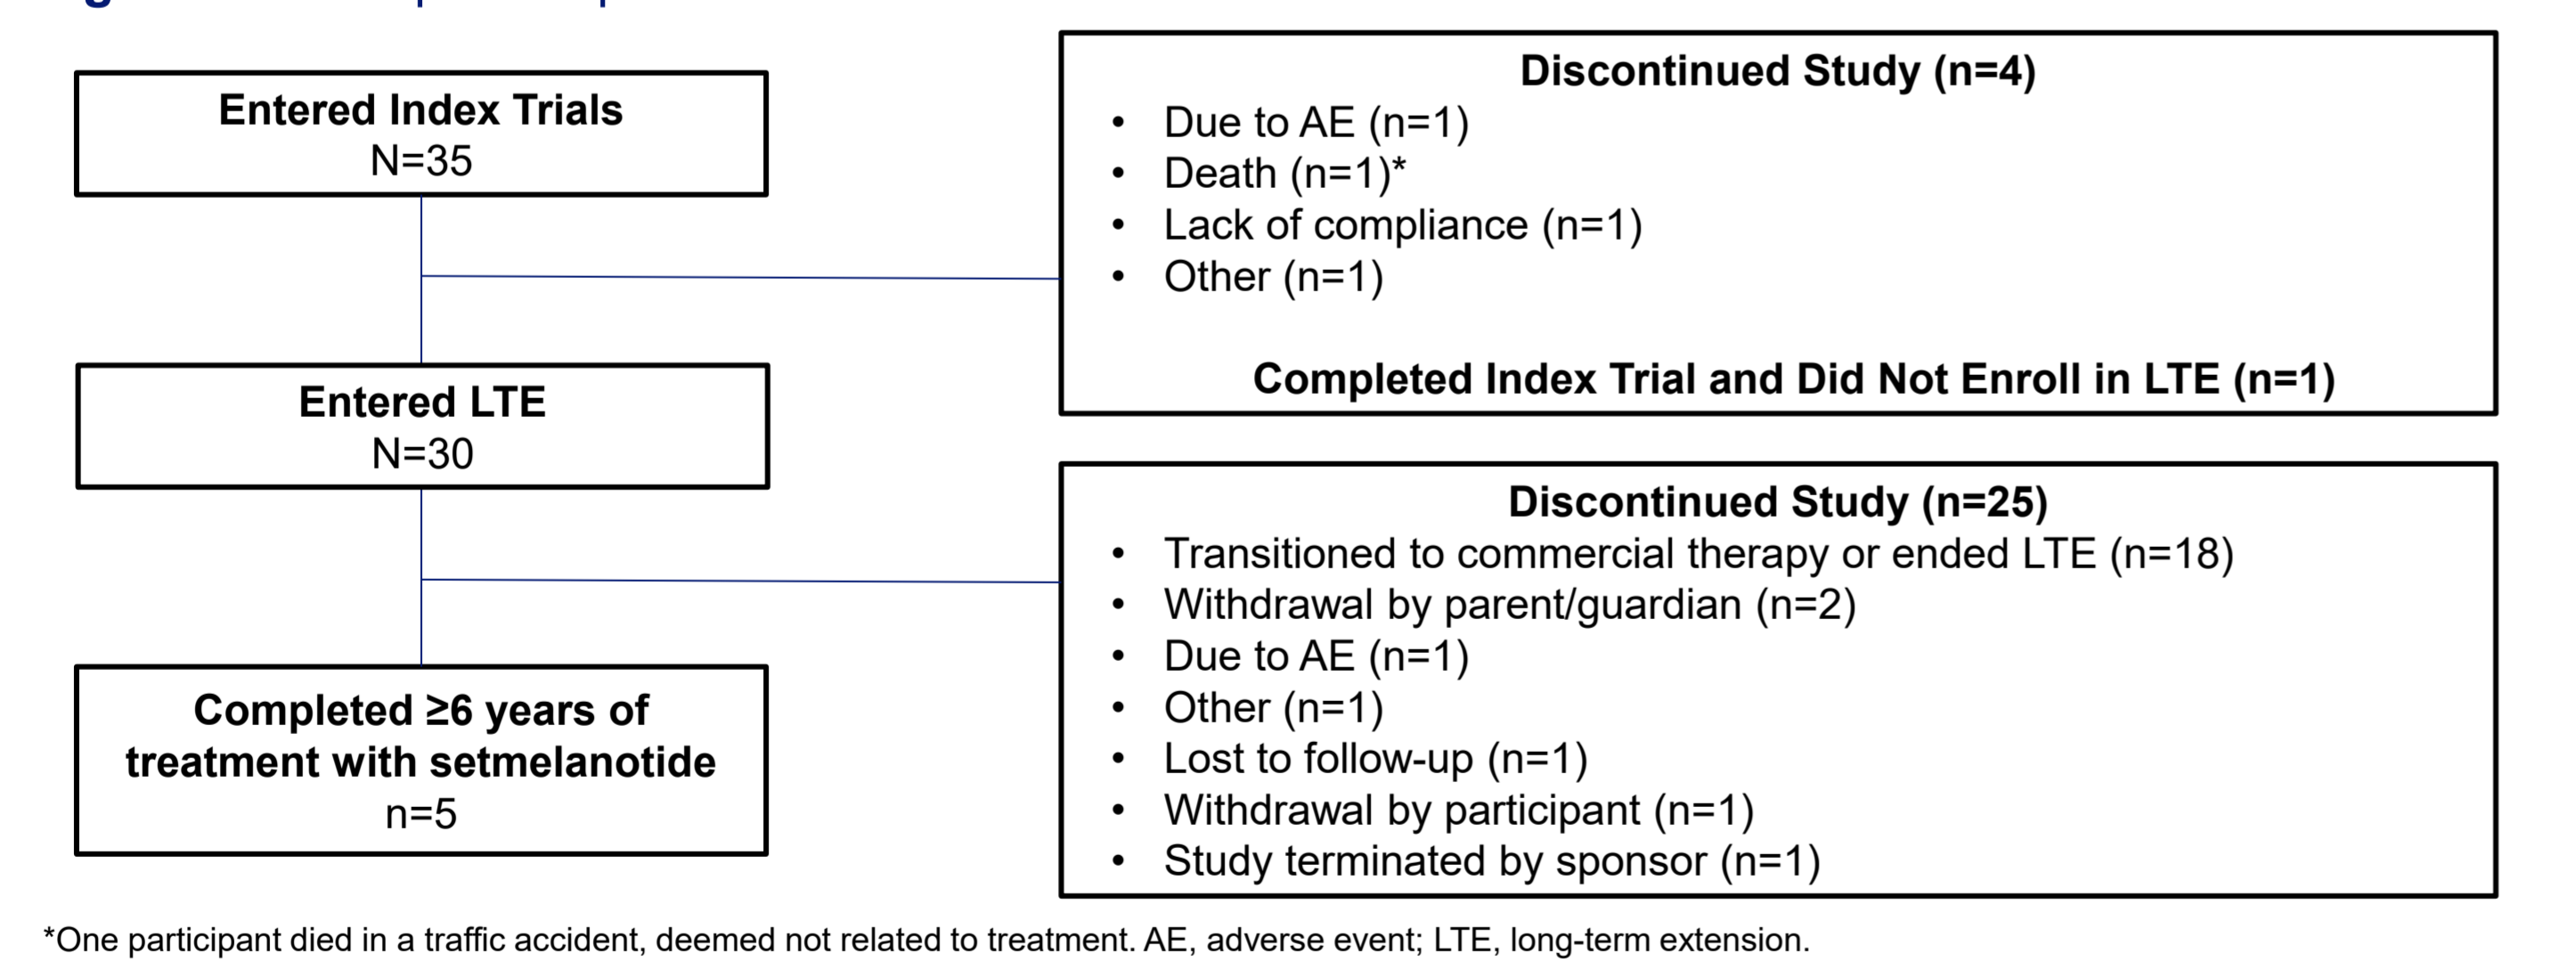 Entered Index Trials
N=35
Discontinued Study (n=4)
• Due to AE (n=1)
• Death (n=1)*
• Lack of compliance (n=1)
• Other (n=1)
Completed Index Trial and Did Not Enroll in LTE (n=1)
Entered LTE
N=30
Discontinued Study (n=25)
• Transitioned to commercial therapy or ended LTE (n=18)
• Withdrawal by parent/guardian (n=2)
• Due to AE (n=1)
• Other (n=1)
• Lost to follow-up (n=1)
• Withdrawal by participant (n=1)
• Study terminated by sponsor (n=1)
Completed ≥6 years of
treatment with setmelanotide
n=5
*One participant died in a traffic accident, deemed not related to treatment. AE, adverse event; LTE, long-term extension.